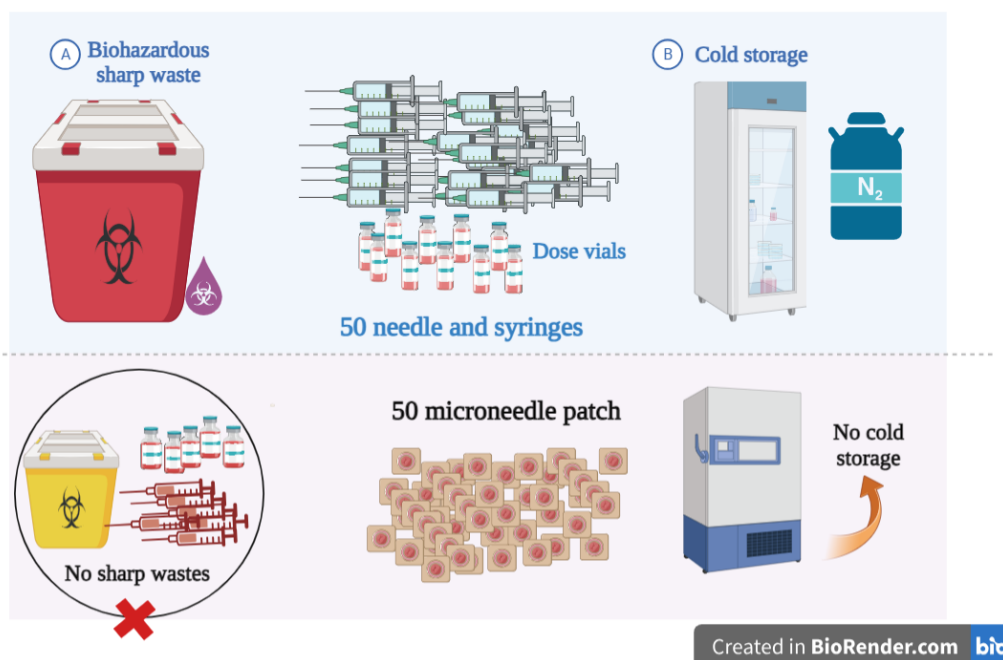 A Biohazardous
sharp waste
B Cold storage
N₂
Dose vials
50 needle and syringes
50 microneedle patch
No cold
storage
No sharp wastes
Created in BioRender.com bio